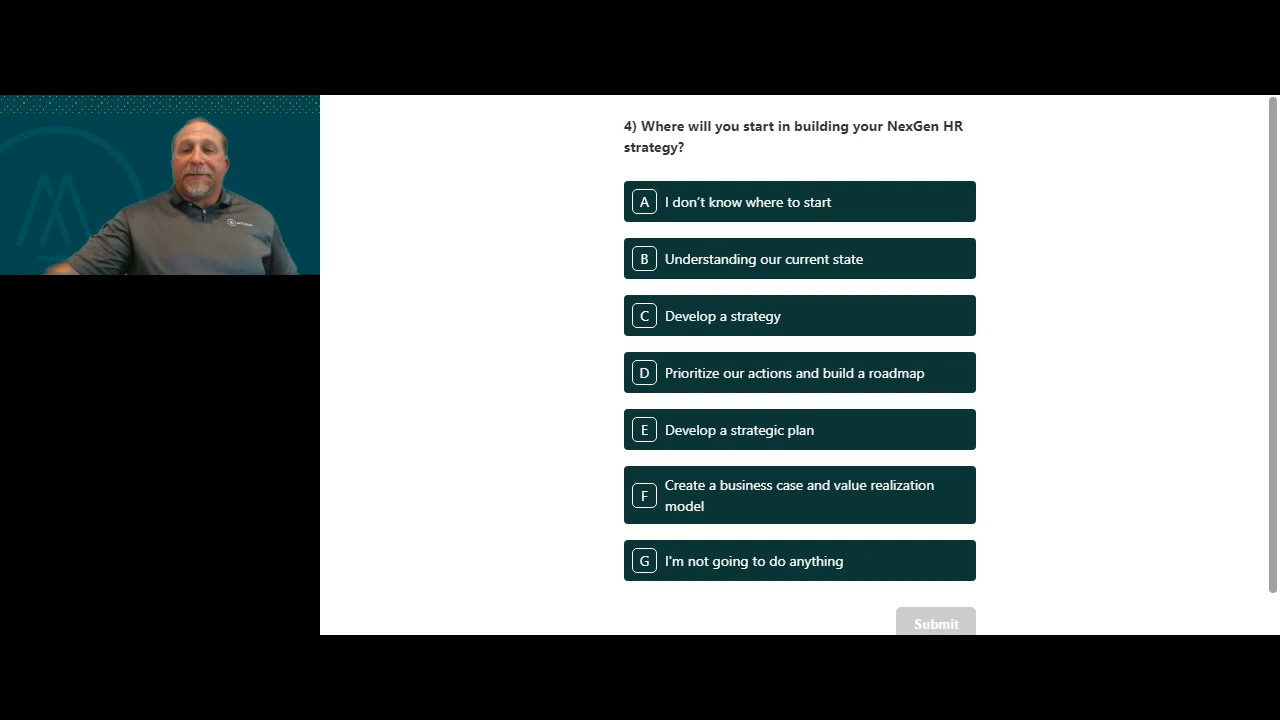 4) Where will you start in building your NexGen HR
strategy?
A I don’t know where to start
B Understanding our current state
C Develop a strategy
D Prioritize our actions and build a roadmap
E Develop a strategic plan
F Create a business case and value realization
model
G I'm not going to do anything
Submit